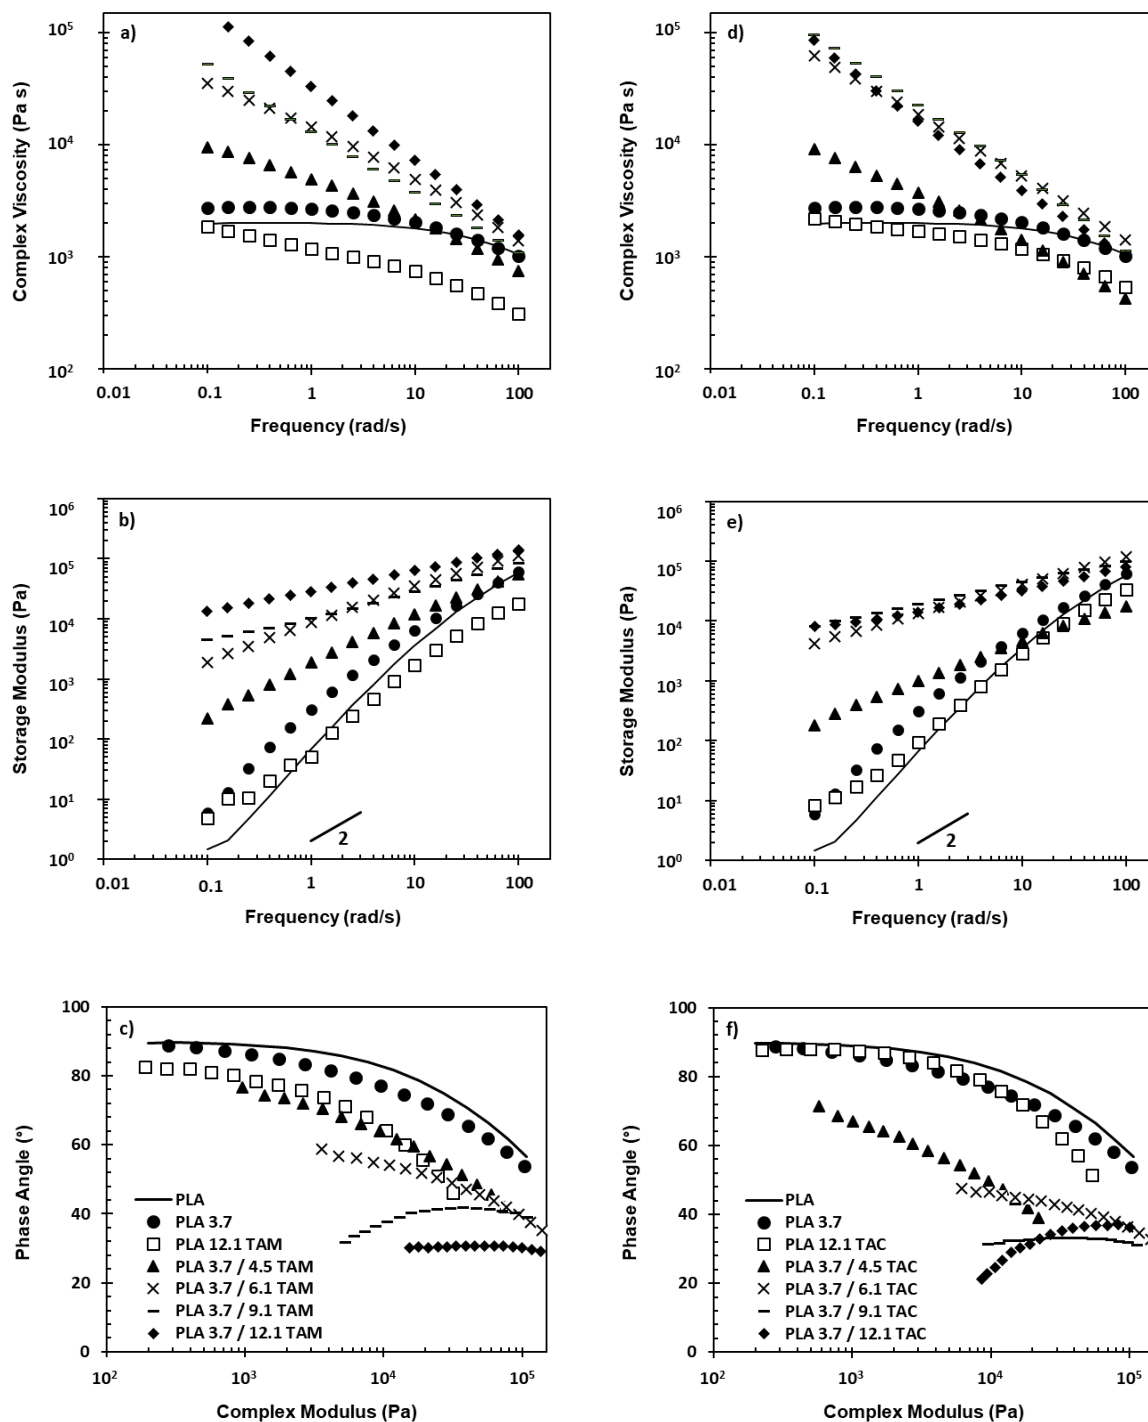 a)
10⁵
10⁴
10³
10²
0.01
0.1
1
10
100
Complex Viscosity (Pa s)
Frequency (rad/s)
d)
10⁵
10⁴
10³
10²
0.01
0.1
1
10
100
Complex Viscosity (Pa s)
Frequency (rad/s)
b)
10⁶
10⁵
10⁴
10³
10²
10¹
10⁰
2
0.01
0.1
1
10
100
Storage Modulus (Pa)
Frequency (rad/s)
e)
10⁶
10⁵
10⁴
10³
10²
10¹
10⁰
2
0.01
0.1
1
10
100
Storage Modulus (Pa)
Frequency (rad/s)
c)
100
80
60
40
20
0
PLA
PLA 3.7
PLA 12.1 TAM
PLA 3.7 / 4.5 TAM
PLA 3.7 / 6.1 TAM
PLA 3.7 / 9.1 TAM
PLA 3.7 / 12.1 TAM
10²
10³
10⁴
10⁵
Phase Angle (°)
Complex Modulus (Pa)
f)
100
80
60
40
20
0
PLA
PLA 3.7
PLA 12.1 TAC
PLA 3.7 / 4.5 TAC
PLA 3.7 / 6.1 TAC
PLA 3.7 / 9.1 TAC
PLA 3.7 / 12.1 TAC
10²
10³
10⁴
10⁵
Phase Angle (°)
Complex Modulus (Pa)